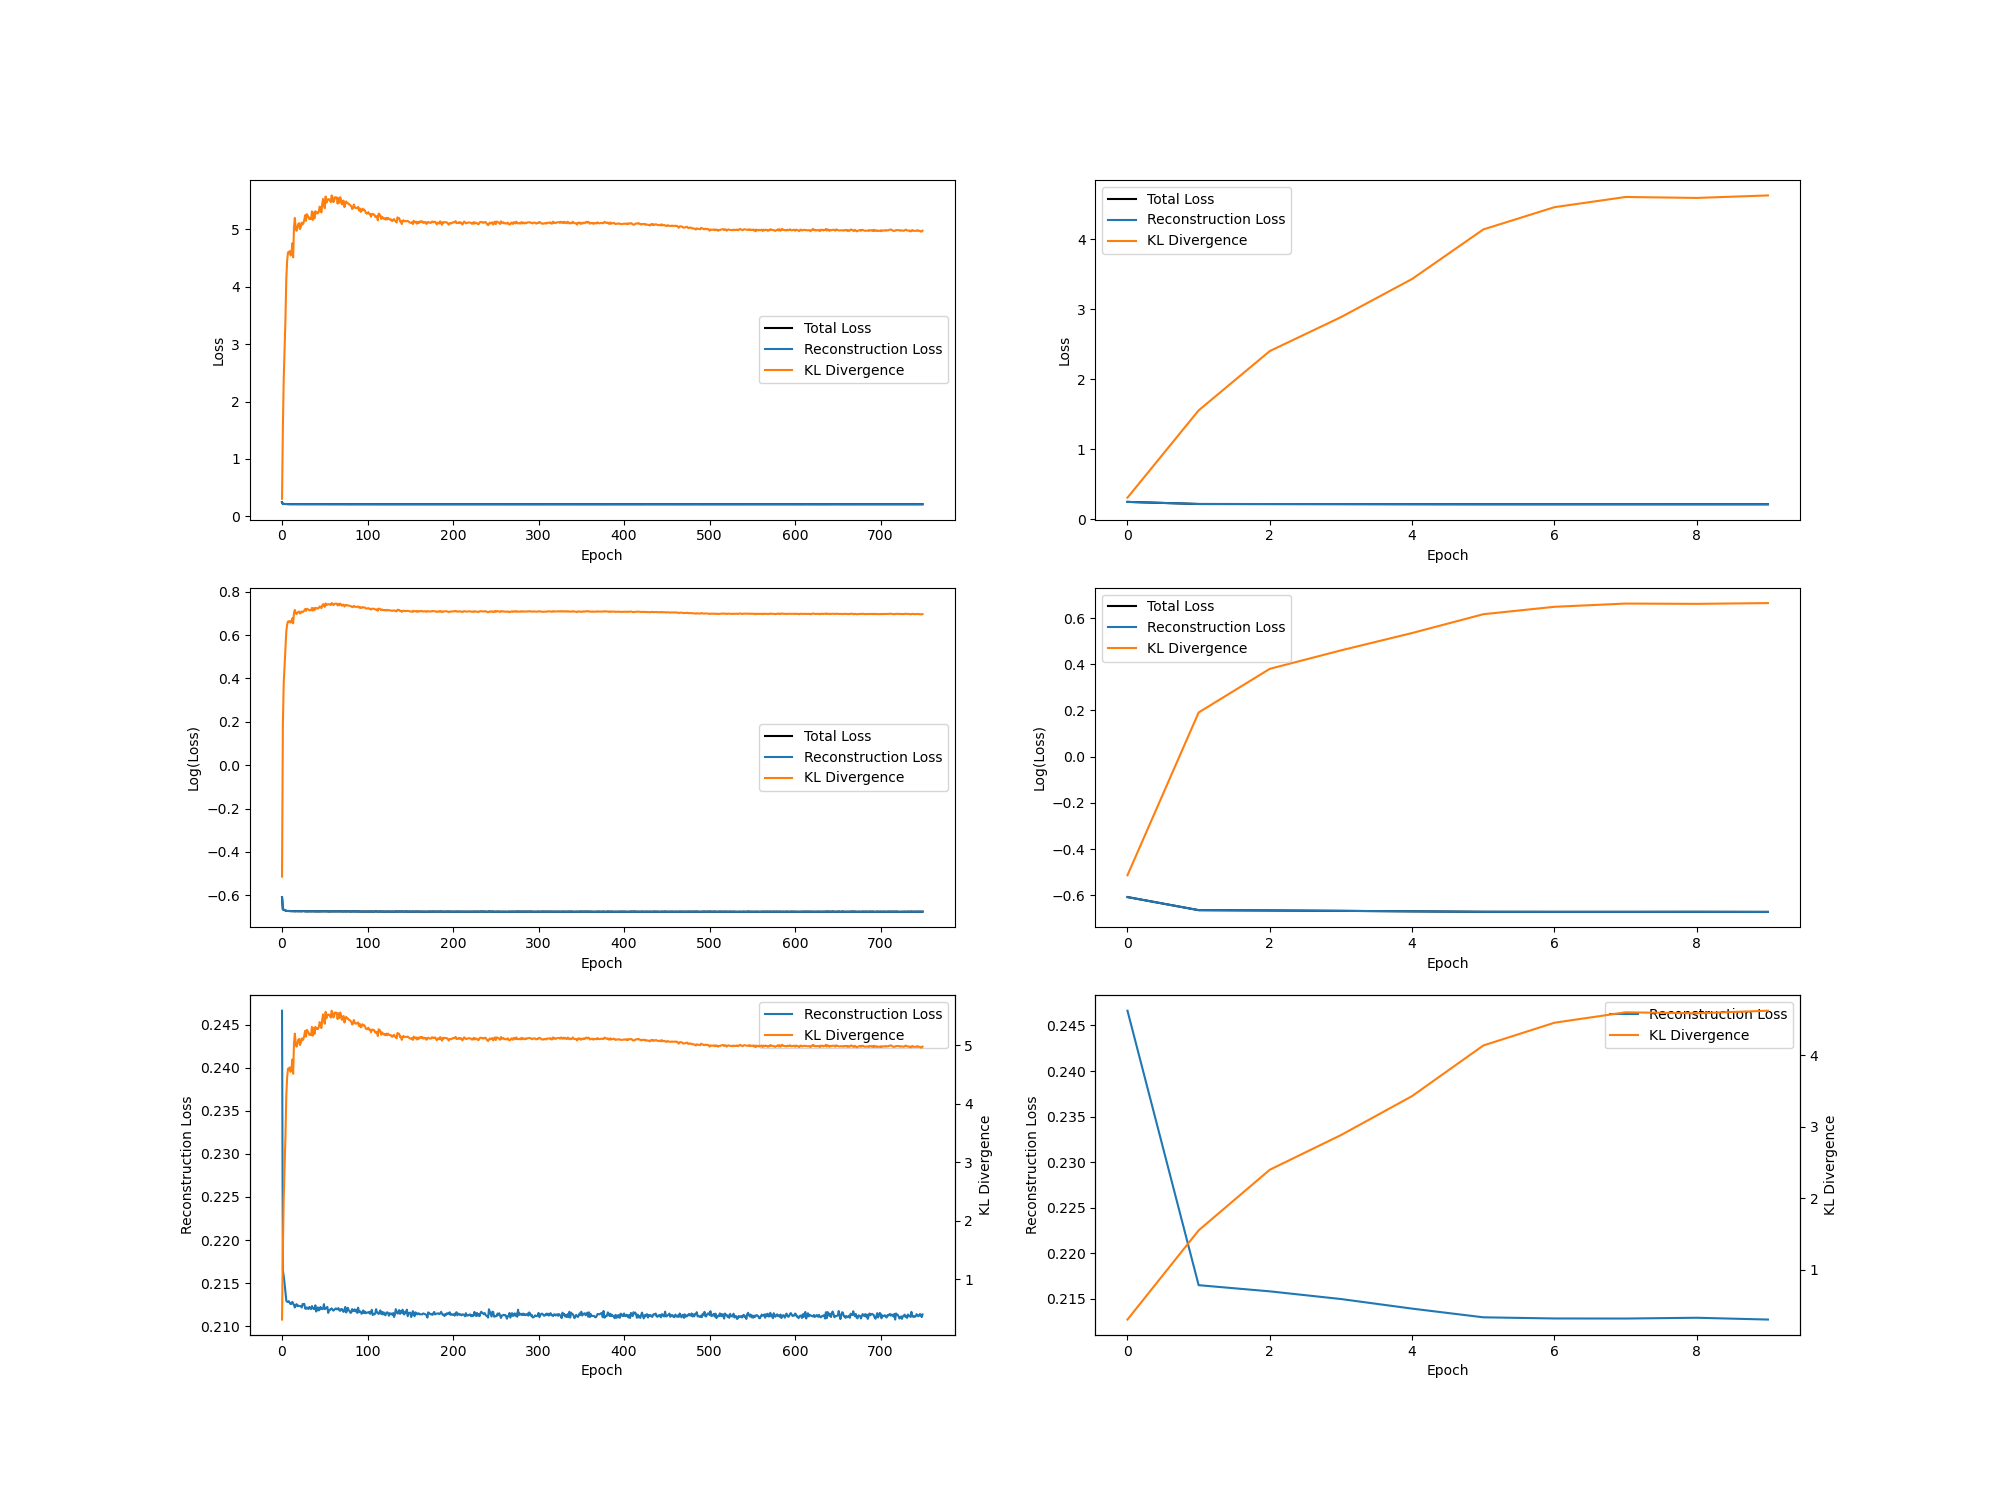 Loss
5
4
3
2
1
0
Total Loss
Reconstruction Loss
KL Divergence
0 100 200 300 400 500 600 700
Epoch
Loss
4
3
2
1
0
Total Loss
Reconstruction Loss
KL Divergence
0 2 4 6 8
Epoch
Log(Loss)
0.8
0.6
0.4
0.2
0.0
−0.2
−0.4
−0.6
Total Loss
Reconstruction Loss
KL Divergence
0 100 200 300 400 500 600 700
Epoch
Log(Loss)
0.6
0.4
0.2
0.0
−0.2
−0.4
−0.6
Total Loss
Reconstruction Loss
KL Divergence
0 2 4 6 8
Epoch
Reconstruction Loss
0.245
0.240
0.235
0.230
0.225
0.220
0.215
0.210
Reconstruction Loss
KL Divergence
5
4
3
2
1
KL Divergence
0 100 200 300 400 500 600 700
Epoch
Reconstruction Loss
0.245
0.240
0.235
0.230
0.225
0.220
0.215
Reconstruction Loss
KL Divergence
4
3
2
1
KL Divergence
0 2 4 6 8
Epoch